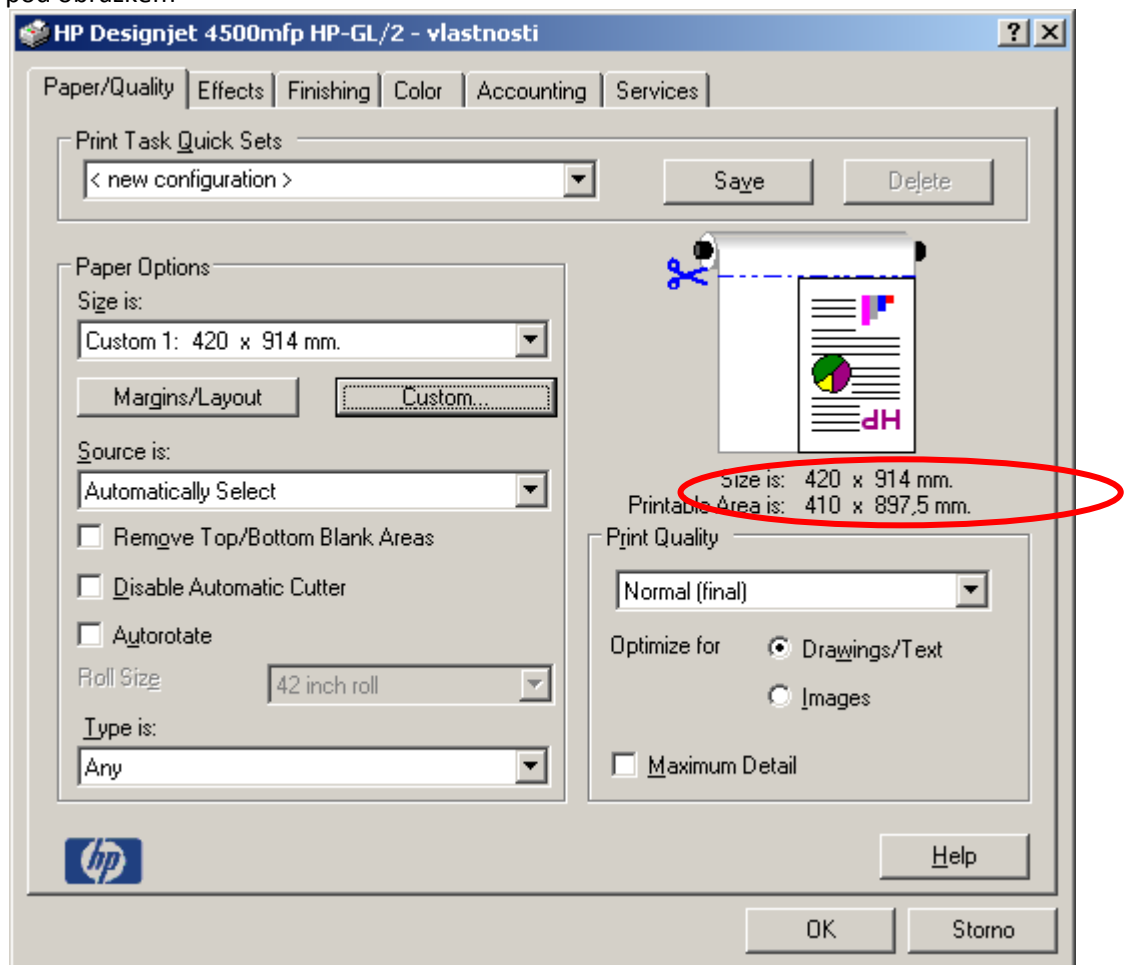 pod obrázkem
HP Designjet 4500mfp HP-GL/2 - vlastnosti
Paper/Quality Effects Finishing Color Accounting Services
Print Task Quick Sets
< new configuration >
Save
Delete
Paper Options
Size is:
Custom 1: 420 x 914 mm.
Margins/Layout
Custom...
Source is:
Automatically Select
Remove Top/Bottom Blank Areas
Disable Automatic Cutter
Autorotate
Roll Size
42 inch roll
Type is:
Any
HP
Size is: 420 x 914 mm.
Printable Area is: 410 x 897,5 mm.
Print Quality
Normal (final)
Optimize for
Drawings/Text
Images
Maximum Detail
hp
Help
OK
Storno